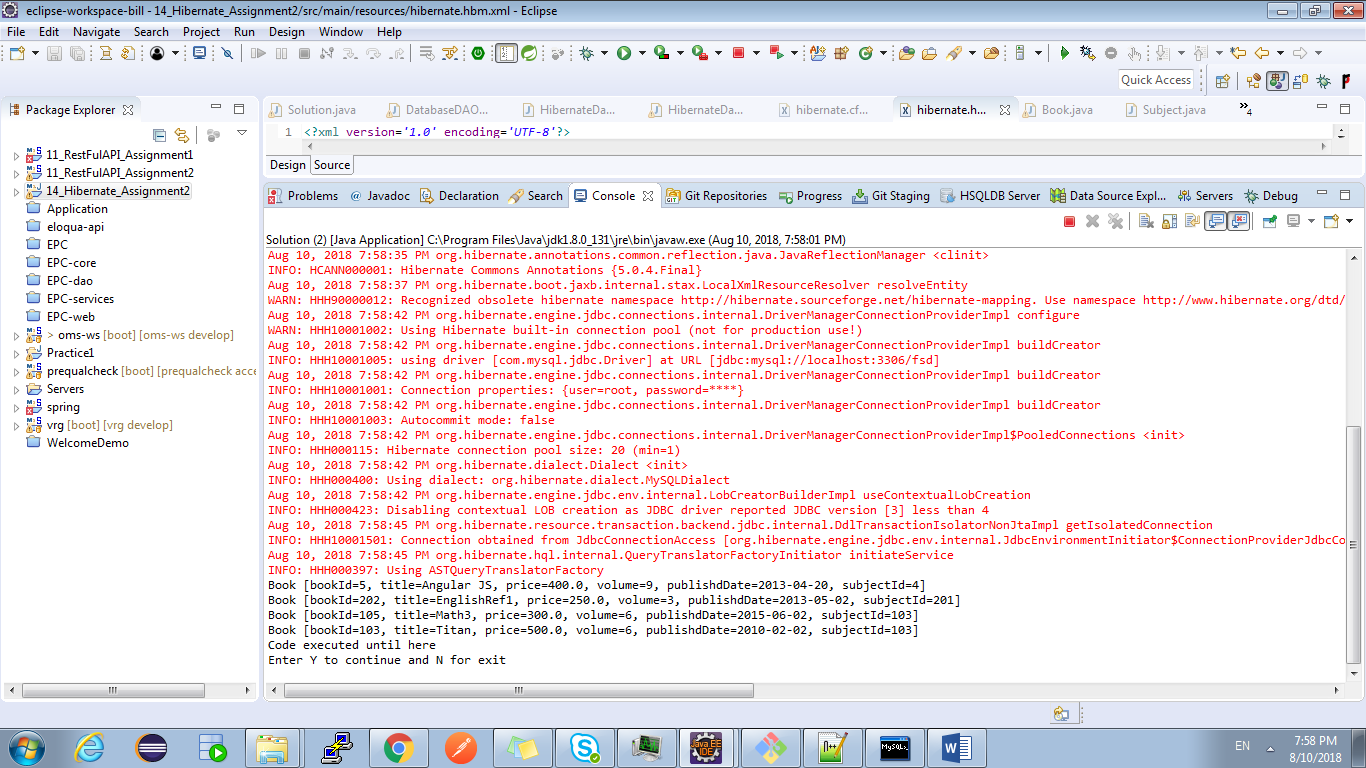 eclipse-workspace-bill - 14_Hibernate_Assignment2/src/main/resources/hibernate.hbm.xml - Eclipse
File Edit Navigate Search Project Run Design Window Help
Quick Access
Package Explorer
11_RestFulAPI_Assignment1
11_RestFulAPI_Assignment2
14_Hibernate_Assignment2
Application
eloqua-api
EPC
EPC-core
EPC-dao
EPC-services
EPC-web
> oms-ws [boot] [oms-ws develop]
Practice1
prequalcheck [boot] [prequalcheck acce
Servers
spring
vrg [boot] [vrg develop]
WelcomeDemo
Solution.java DatabaseDAO... HibernateDa... HibernateDa... hibernate.cf... hibernate.h... Book.java Subject.java »4
1 <?xml version='1.0' encoding='UTF-8'?>
Design Source
Problems Javadoc Declaration Search Console Git Repositories Progress Git Staging HSQLDB Server Data Source Expl... Servers Debug
Solution (2) [Java Application] C:\Program Files\Java\jdk1.8.0_131\jre\bin\javaw.exe (Aug 10, 2018, 7:58:01 PM)
Aug 10, 2018 7:58:35 PM org.hibernate.annotations.common.reflection.java.JavaReflectionManager <clinit>
INFO: HCANN000001: Hibernate Commons Annotations {5.0.4.Final}
Aug 10, 2018 7:58:37 PM org.hibernate.boot.jaxb.internal.stax.LocalXmlResourceResolver resolveEntity
WARN: HHH90000012: Recognized obsolete hibernate namespace http://hibernate.sourceforge.net/hibernate-mapping. Use namespace http://www.hibernate.org/dtd/
Aug 10, 2018 7:58:42 PM org.hibernate.engine.jdbc.connections.internal.DriverManagerConnectionProviderImpl configure
WARN: HHH10001002: Using Hibernate built-in connection pool (not for production use!)
Aug 10, 2018 7:58:42 PM org.hibernate.engine.jdbc.connections.internal.DriverManagerConnectionProviderImpl buildCreator
INFO: HHH10001005: using driver [com.mysql.jdbc.Driver] at URL [jdbc:mysql://localhost:3306/fsd]
Aug 10, 2018 7:58:42 PM org.hibernate.engine.jdbc.connections.internal.DriverManagerConnectionProviderImpl buildCreator
INFO: HHH10001001: Connection properties: {user=root, password=****}
Aug 10, 2018 7:58:42 PM org.hibernate.engine.jdbc.connections.internal.DriverManagerConnectionProviderImpl buildCreator
INFO: HHH10001003: Autocommit mode: false
Aug 10, 2018 7:58:42 PM org.hibernate.engine.jdbc.connections.internal.DriverManagerConnectionProviderImpl$PooledConnections <init>
INFO: HHH000115: Hibernate connection pool size: 20 (min=1)
Aug 10, 2018 7:58:42 PM org.hibernate.dialect.Dialect <init>
INFO: HHH000400: Using dialect: org.hibernate.dialect.MySQLDialect
Aug 10, 2018 7:58:42 PM org.hibernate.engine.jdbc.env.internal.LobCreatorBuilderImpl useContextualLobCreation
INFO: HHH000423: Disabling contextual LOB creation as JDBC driver reported JDBC version [3] less than 4
Aug 10, 2018 7:58:45 PM org.hibernate.resource.transaction.backend.jdbc.internal.DdlTransactionIsolatorNonJtaImpl getIsolatedConnection
INFO: HHH10001501: Connection obtained from JdbcConnectionAccess [org.hibernate.engine.jdbc.env.internal.JdbcEnvironmentInitiator$ConnectionProviderJdbcCo
Aug 10, 2018 7:58:45 PM org.hibernate.hql.internal.QueryTranslatorFactoryInitiator initiateService
INFO: HHH000397: Using ASTQueryTranslatorFactory
Book [bookId=5, title=Angular JS, price=400.0, volume=9, publishdDate=2013-04-20, subjectId=4]
Book [bookId=202, title=EnglishRef1, price=250.0, volume=3, publishdDate=2013-05-02, subjectId=201]
Book [bookId=105, title=Math3, price=300.0, volume=6, publishdDate=2015-06-02, subjectId=103]
Book [bookId=103, title=Titan, price=500.0, volume=6, publishdDate=2010-02-02, subjectId=103]
Code executed until here
Enter Y to continue and N for exit
EN
7:58 PM
8/10/2018